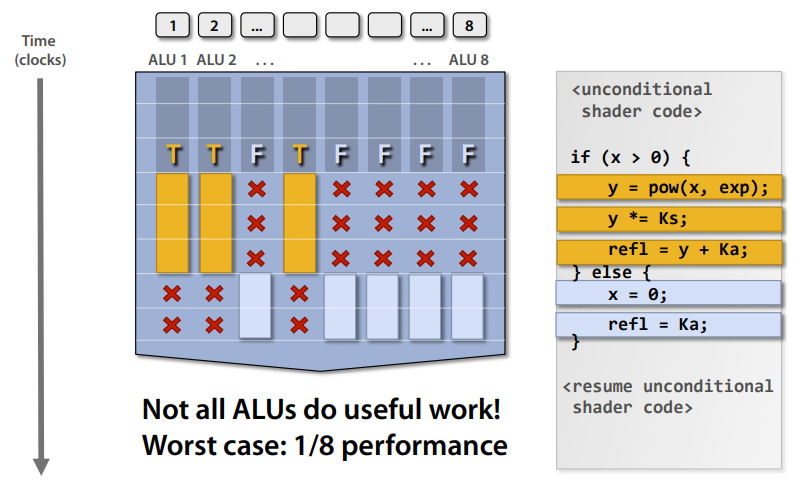 1 2 ... ... 8
Time
(clocks)
ALU 1 ALU 2 . . . . . . ALU 8
T T F T F F F F
<unconditional
shader code>
if (x > 0) {
y = pow(x, exp);
y *= Ks;
refl = y + Ka;
} else {
x = 0;
refl = Ka;
}
<resume unconditional
shader code>
Not all ALUs do useful work!
Worst case: 1/8 performance